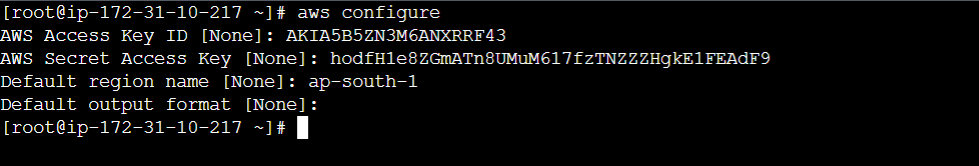 [root@ip-172-31-10-217 ~]# aws configure
AWS Access Key ID [None]: AKIA5B5ZN3M6ANXRRF43
AWS Secret Access Key [None]: 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
Default region name [None]: ap-south-1
Default output format [None]:
[root@ip-172-31-10-217 ~]#